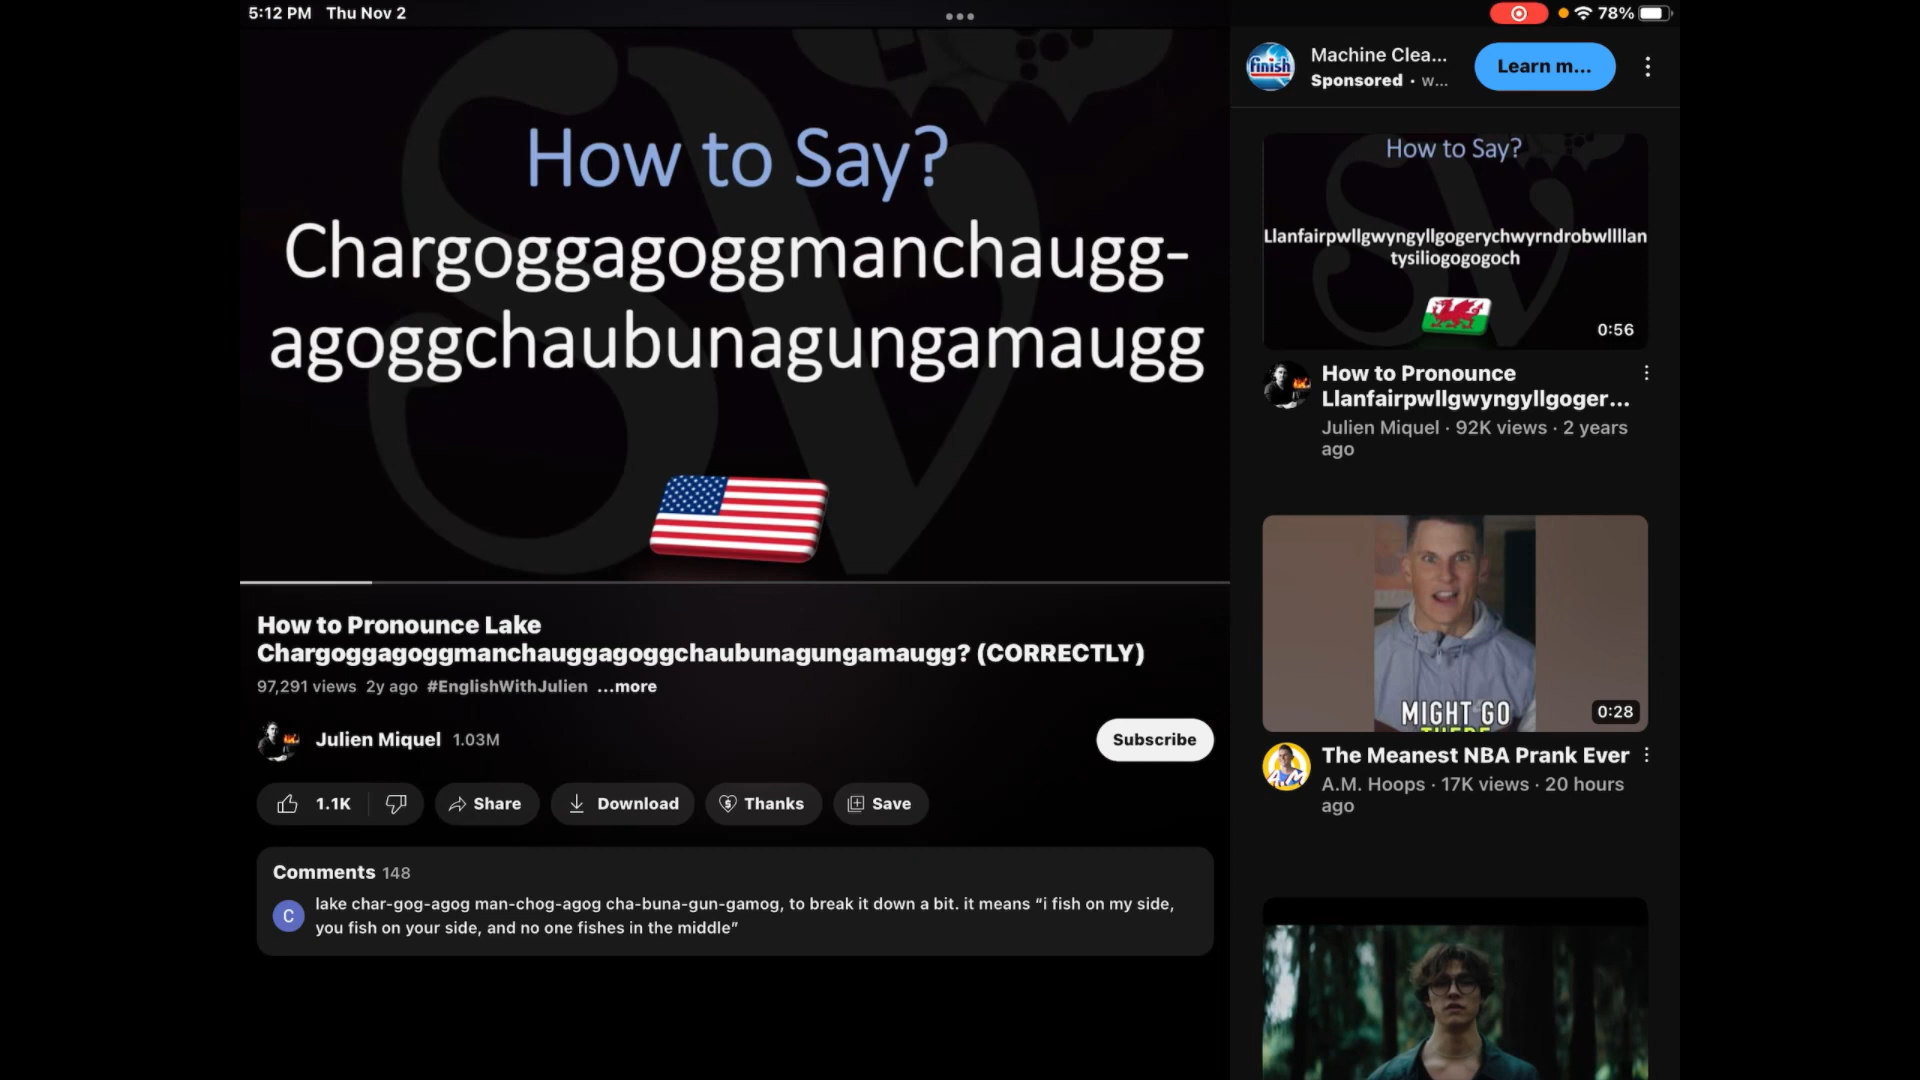 5:12 PM Thu Nov 2
78%
How to Say?
Chargoggagoggmanchaugg-
agoggchaubunagungamaugg
How to Pronounce Lake
Chargoggagoggmanchauggagoggchaubunagungamaugg? (CORRECTLY)
97,291 views 2y ago #EnglishWithJulien ...more
Julien Miquel 1.03M
Subscribe
1.1K
Share
Download
Thanks
Save
Comments 148
C
lake char-gog-agog man-chog-agog cha-buna-gun-gamog, to break it down a bit. it means “i fish on my side,
you fish on your side, and no one fishes in the middle”
finish
Machine Clea...
Sponsored · w...
Learn m...
How to Say?
Llanfairpwllgwyngyllgogerychwyrndrobwllllan
tysiliogogogoch
0:56
How to Pronounce
Llanfairpwllgwyngyllgoger...
Julien Miquel · 92K views · 2 years
ago
MIGHT GO
THERE
0:28
A.M
The Meanest NBA Prank Ever
A.M. Hoops · 17K views · 20 hours
ago